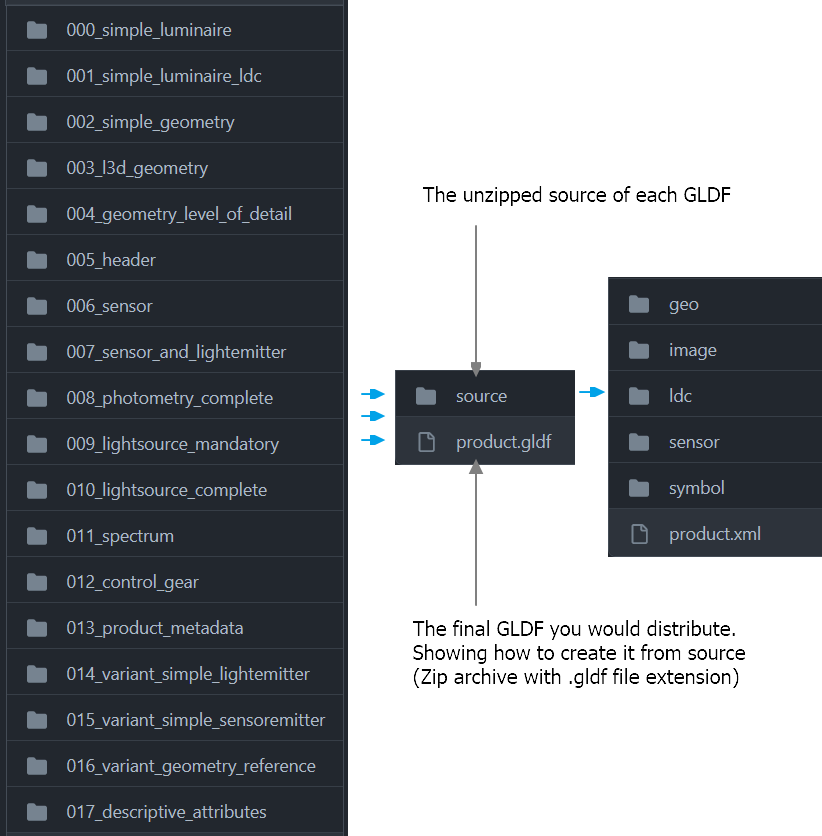 000_simple_luminaire
001_simple_luminaire_ldc
002_simple_geometry
003_l3d_geometry
004_geometry_level_of_detail
005_header
006_sensor
007_sensor_and_lightemitter
008_photometry_complete
009_lightsource_mandatory
010_lightsource_complete
011_spectrum
012_control_gear
013_product_metadata
014_variant_simple_lightemitter
015_variant_simple_sensoremitter
016_variant_geometry_reference
017_descriptive_attributes
The unzipped source of each GLDF
source
product.gldf
The final GLDF you would distribute.
Showing how to create it from source
(Zip archive with .gldf file extension)
geo
image
ldc
sensor
symbol
product.xml